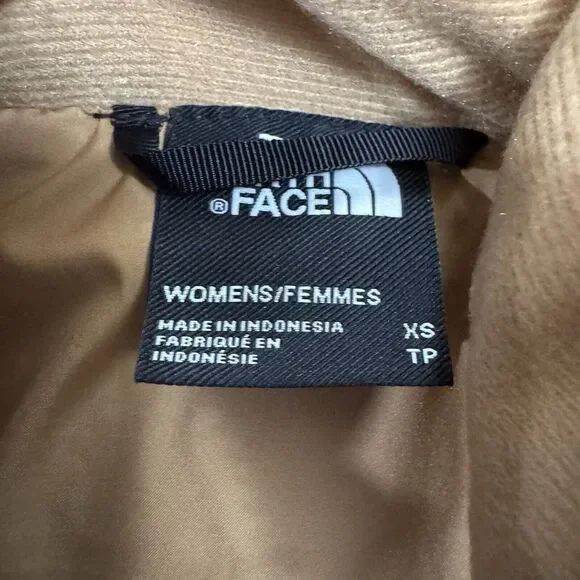 ®FACE
WOMENS/FEMMES
MADE IN INDONESIA XS
FABRIQUÉ EN TP
INDONÉSIE